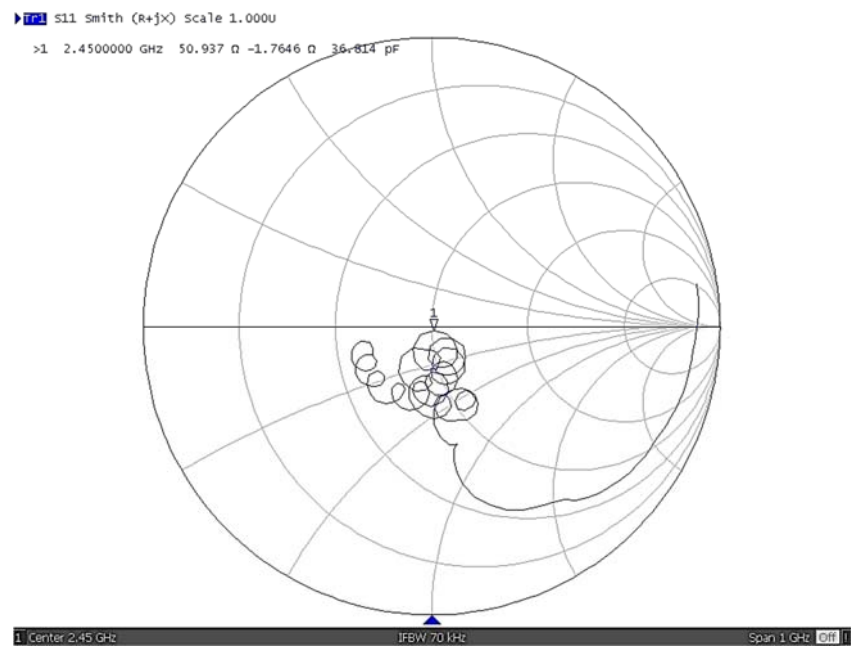 Tr1 S11 Smith (R+jX) Scale 1.000U
>1 2.4500000 GHz 50.937 Ω -1.7646 Ω 36.814 pF
1
1 Center 2.45 GHz IFBW 70 kHz Span 1 GHz Off